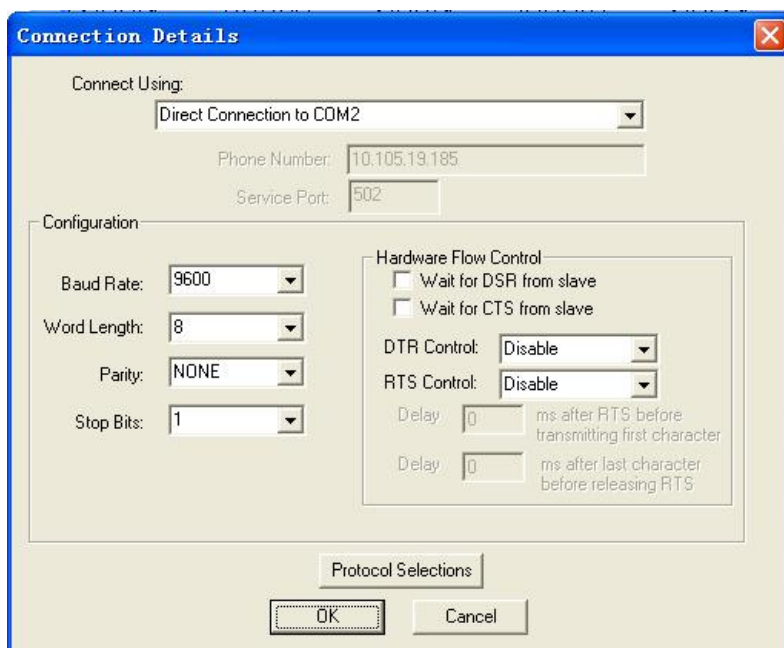 Connection Details
Connect Using:
Direct Connection to COM2
Phone Number: 10.105.19.185
Service Port: 502
Configuration
Baud Rate: 9600
Word Length: 8
Parity: NONE
Stop Bits: 1
Hardware Flow Control
Wait for DSR from slave
Wait for CTS from slave
DTR Control: Disable
RTS Control: Disable
Delay 0 ms after RTS before
transmitting first character
Delay 0 ms after last character
before releasing RTS
Protocol Selections
OK Cancel